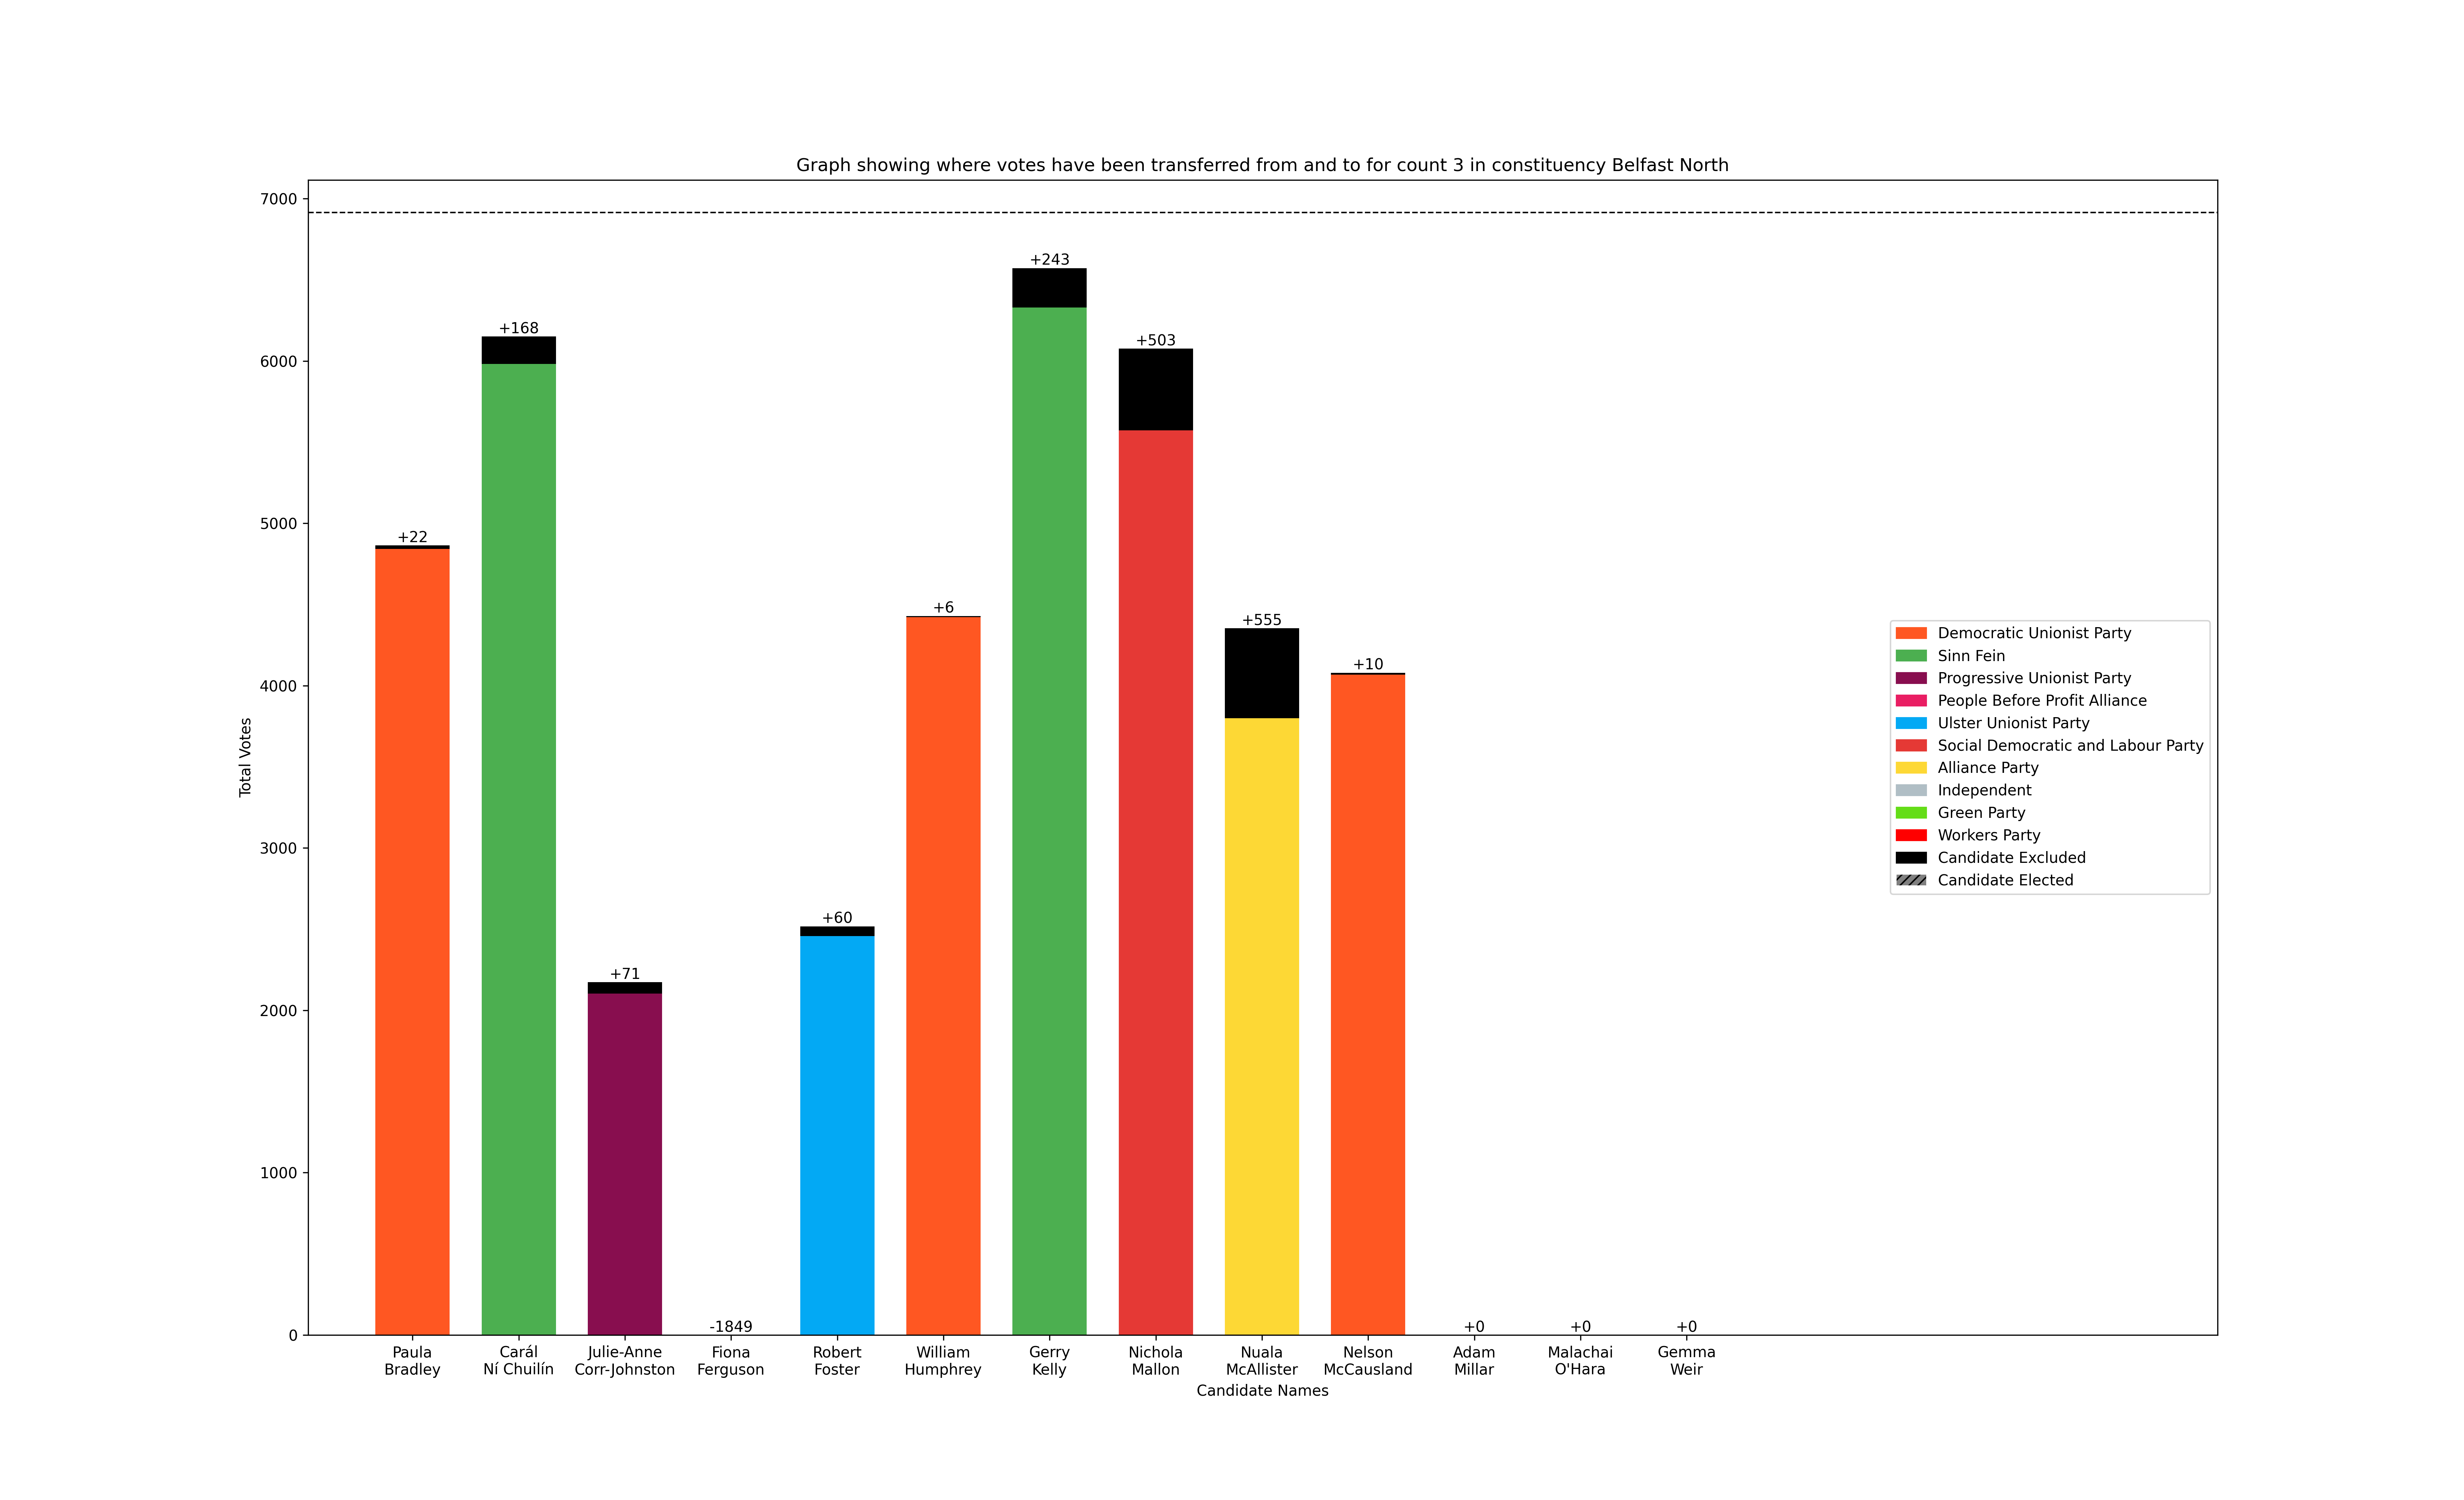 Graph showing where votes have been transferred from and to for count 3 in constituency Belfast North
7000
6000
5000
4000
3000
2000
1000
0
Total Votes
+22
+168
+71
-1849
+60
+6
+243
+503
+555
+10
+0
+0
+0
Democratic Unionist Party
Sinn Fein
Progressive Unionist Party
People Before Profit Alliance
Ulster Unionist Party
Social Democratic and Labour Party
Alliance Party
Independent
Green Party
Workers Party
Candidate Excluded
Candidate Elected
Paula
Bradley
Carál
Ní Chuilín
Julie-Anne
Corr-Johnston
Fiona
Ferguson
Robert
Foster
William
Humphrey
Gerry
Kelly
Nichola
Mallon
Nuala
McAllister
Nelson
McCausland
Adam
Millar
Malachai
O'Hara
Gemma
Weir
Candidate Names